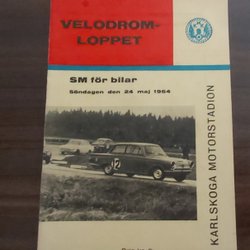 VELODROM-
LOPPET
SM för bilar
Söndagen den 24 maj 1964
12
KARLSKOGA MOTORSTADION